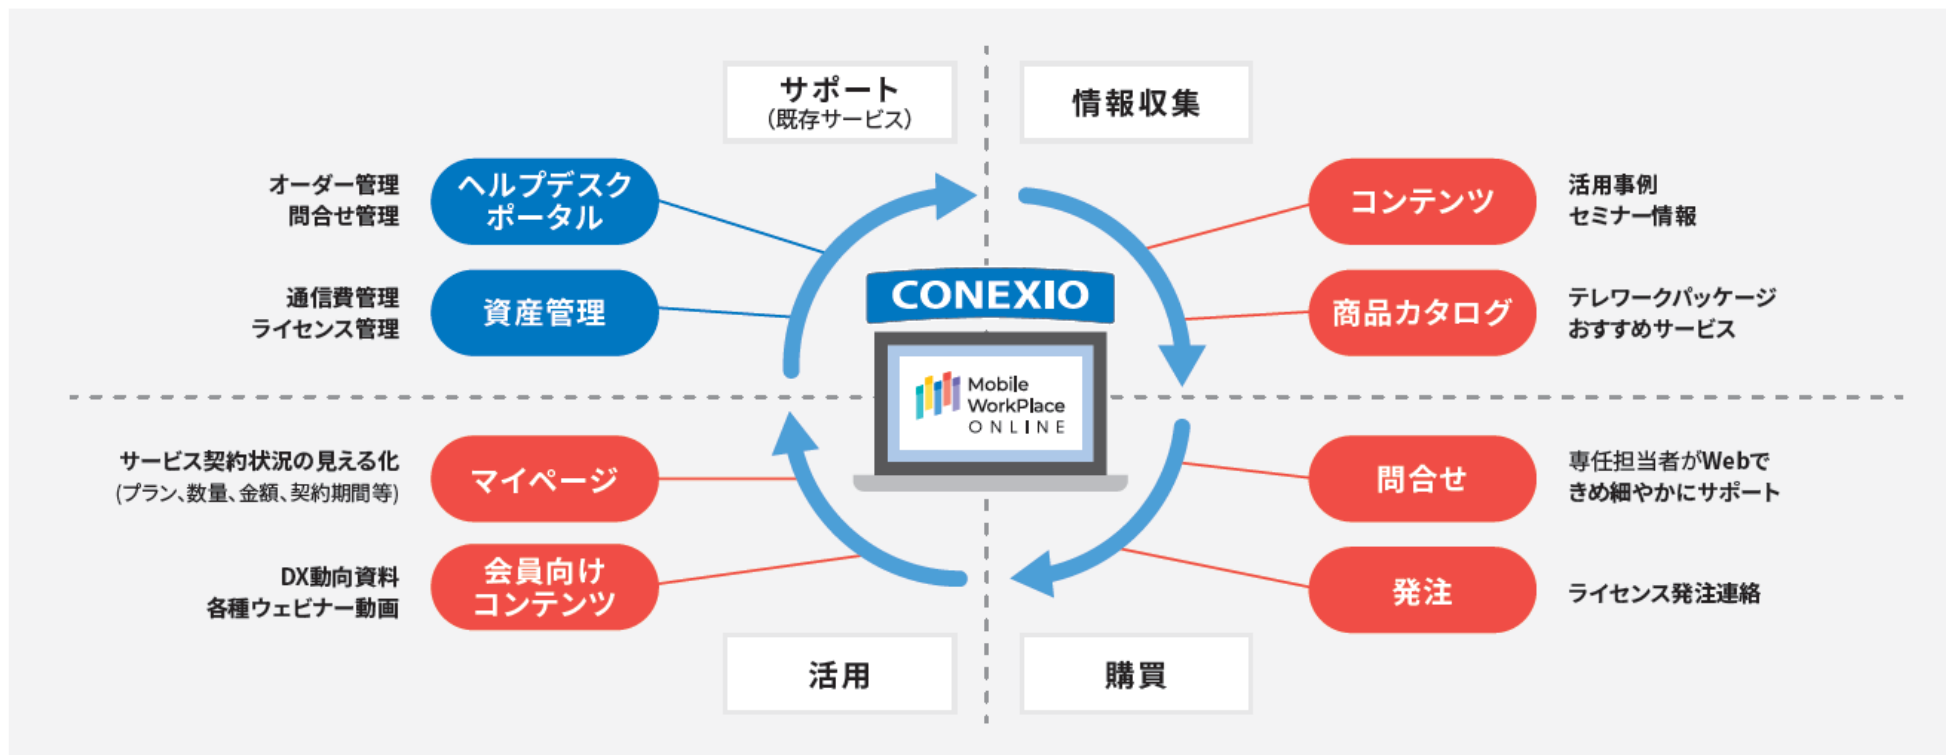 サポート
（既存サービス）
情報収集
オーダー管理
問合せ管理
ヘルプデスク
ポータル
通信費管理
ライセンス管理
資産管理
コンテンツ
活用事例
セミナー情報
商品カタログ
テレワークパッケージ
おすすめサービス
CONEXIO
Mobile
WorkPlace
ONLINE
サービス契約状況の見える化
(プラン、数量、金額、契約期間等)
マイページ
DX動向資料
各種ウェビナー動画
会員向け
コンテンツ
問合せ
専任担当者がWebで
きめ細やかにサポート
発注
ライセンス発注連絡
活用
購買